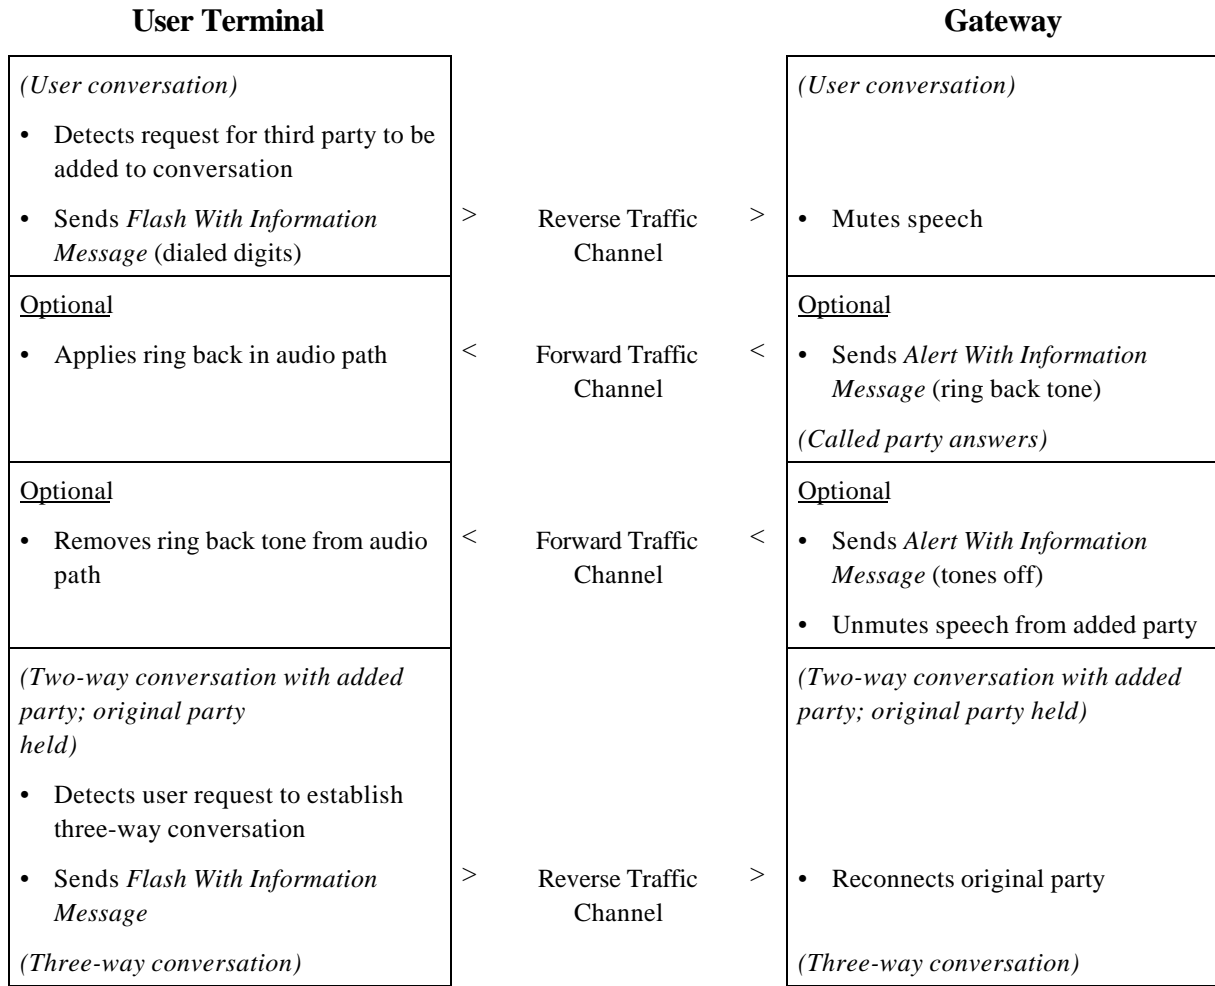 User Terminal Gateway
(User conversation) (User conversation)
• Detects request for third party to be
added to conversation
• Sends Flash With Information > Reverse Traffic > • Mutes speech
Message (dialed digits) Channel
Optional Optional
• Applies ring back in audio path < Forward Traffic < • Sends Alert With Information
Channel Message (ring back tone)
(Called party answers)
Optional Optional
• Removes ring back tone from audio < Forward Traffic < • Sends Alert With Information
path Channel Message (tones off)
• Unmutes speech from added party
(Two-way conversation with added (Two-way conversation with added
party; original party party; original party held)
held)
• Detects user request to establish
three-way conversation
• Sends Flash With Information > Reverse Traffic > • Reconnects original party
Message Channel
(Three-way conversation) (Three-way conversation)